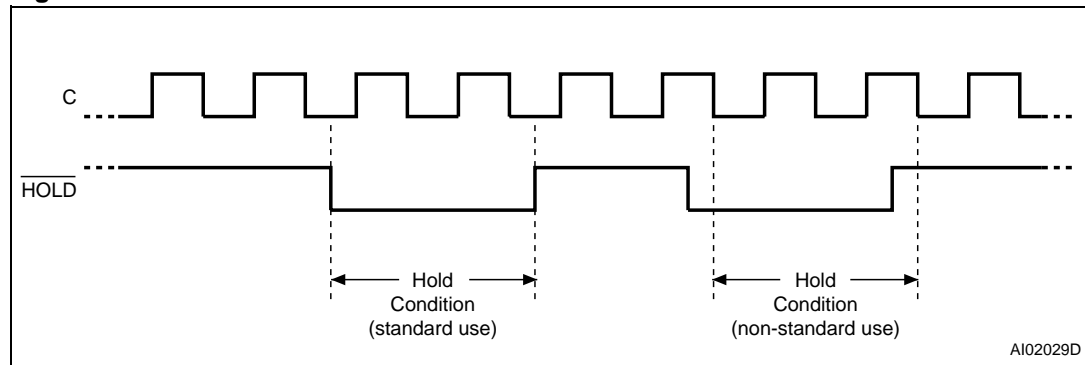 C
HOLD
Hold
Condition
(standard use)
Hold
Condition
(non-standard use)
AI02029D